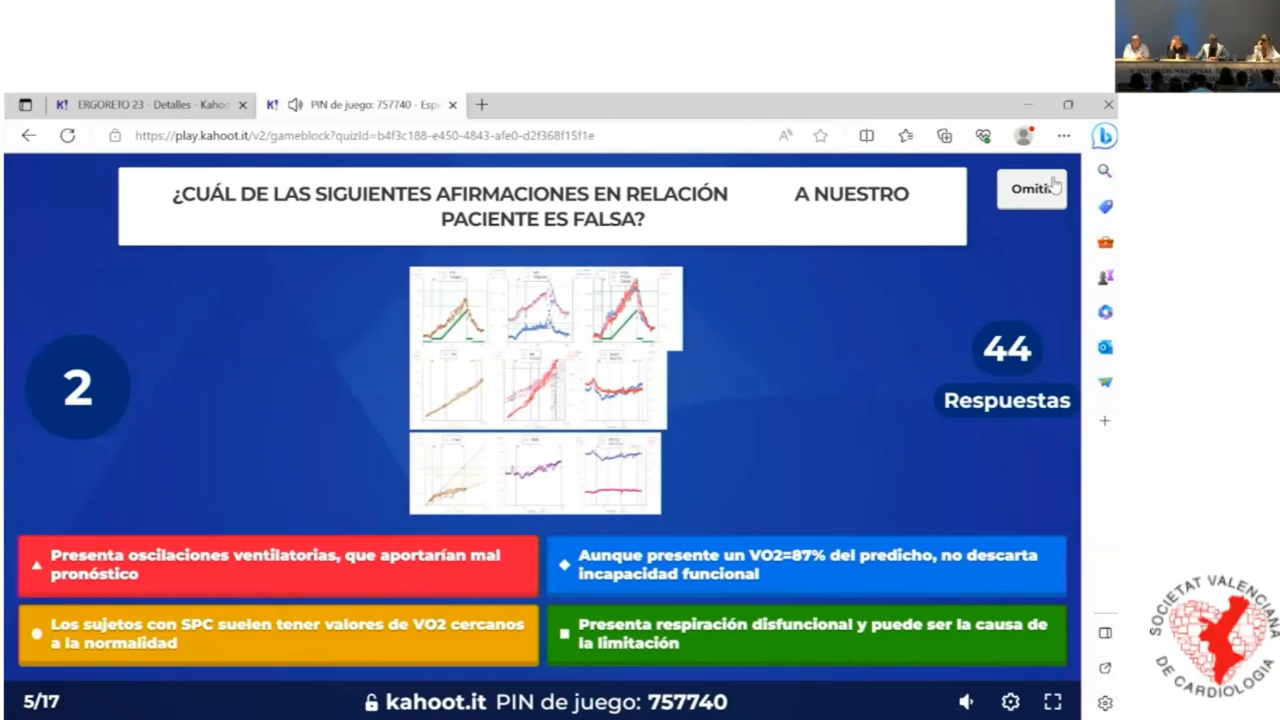 ERGORETO 23 - Detalles - Kahoo
PIN de juego: 757740 - Esp
https://play.kahoot.it/v2/gameblock?quizId=b4f3c188-e450-4843-afe0-d2f368f15f1e
¿CUÁL DE LAS SIGUIENTES AFIRMACIONES EN RELACIÓN A NUESTRO
PACIENTE ES FALSA?
Omitir
2
44
Respuestas
Presenta oscilaciones ventilatorias, que aportarían mal
pronóstico
Aunque presente un VO2=87% del predicho, no descarta
incapacidad funcional
Los sujetos con SPC suelen tener valores de VO2 cercanos
a la normalidad
Presenta respiración disfuncional y puede ser la causa de
la limitación
5/17
kahoot.it PIN de juego: 757740
SOCIETAT VALENCIANA
DE CARDIOLOGIA